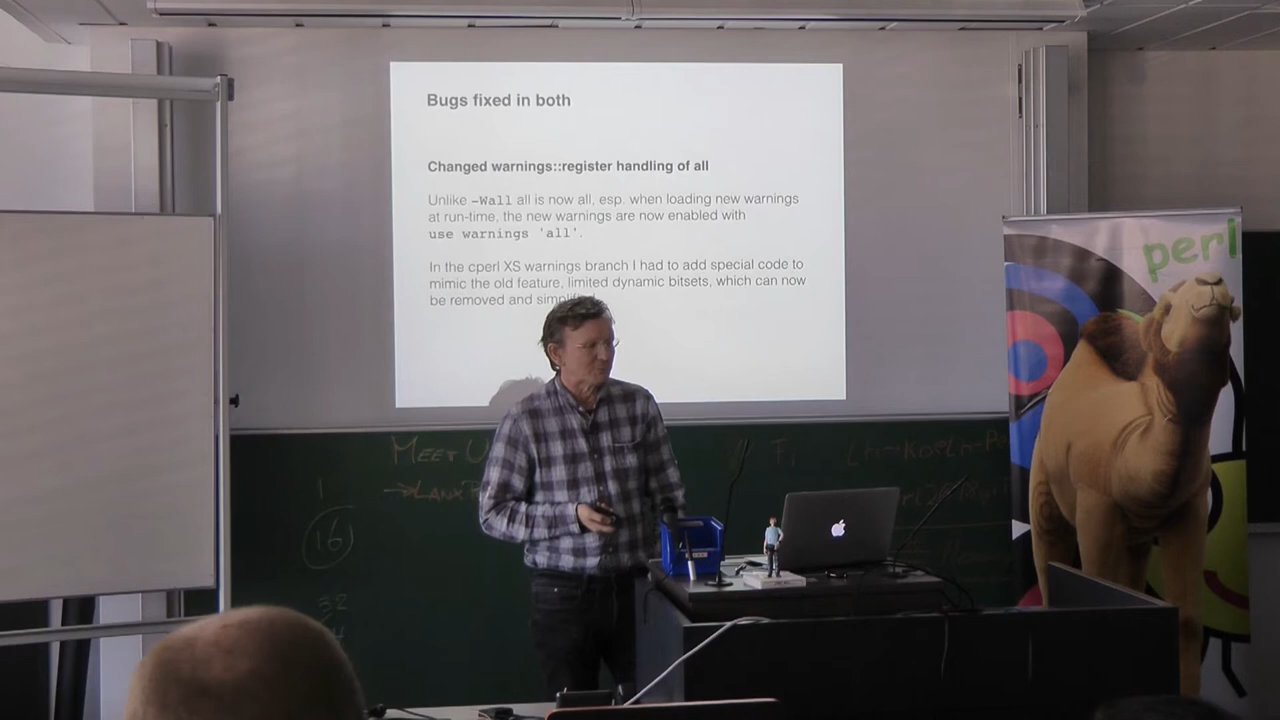 Bugs fixed in both
Changed warnings::register handling of all
Unlike -Wall all is now all, esp. when loading new warnings
at run-time, the new warnings are now enabled with
use warnings 'all'.
In the cperl XS warnings branch I had to add special code to
mimic the old feature, limited dynamic bitsets, which can now
be removed and
perl
MEET
16
32